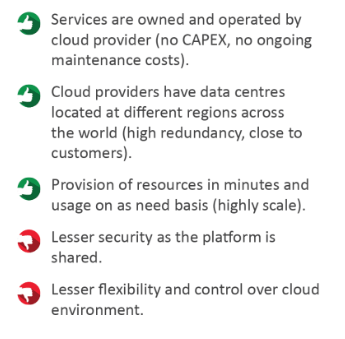 Services are owned and operated by
cloud provider (no CAPEX, no ongoing
maintenance costs).
Cloud providers have data centres
located at different regions across
the world (high redundancy, close to
customers).
Provision of resources in minutes and
usage on as need basis (highly scale).
Lesser security as the platform is
shared.
Lesser flexibility and control over cloud
environment.